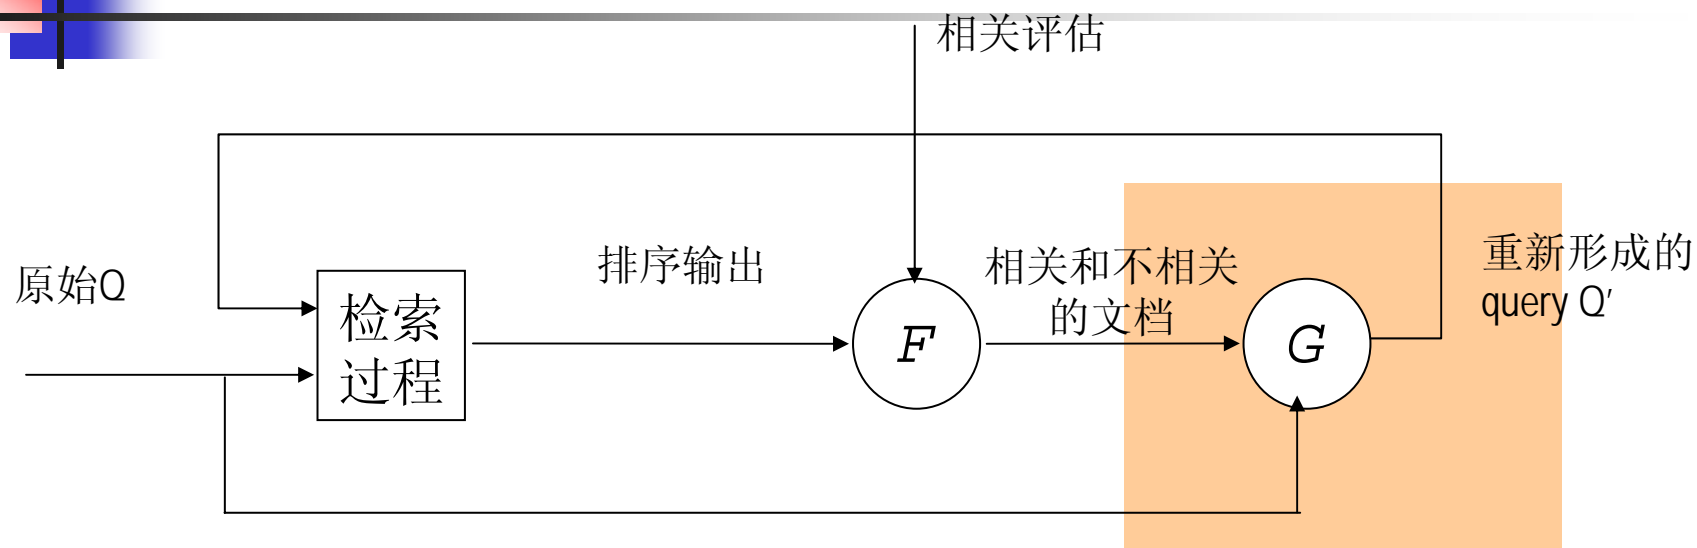 相关评估
原始Q
检索
过程
排序输出
F
相关和不相关
的文档
G
重新形成的
query Q′